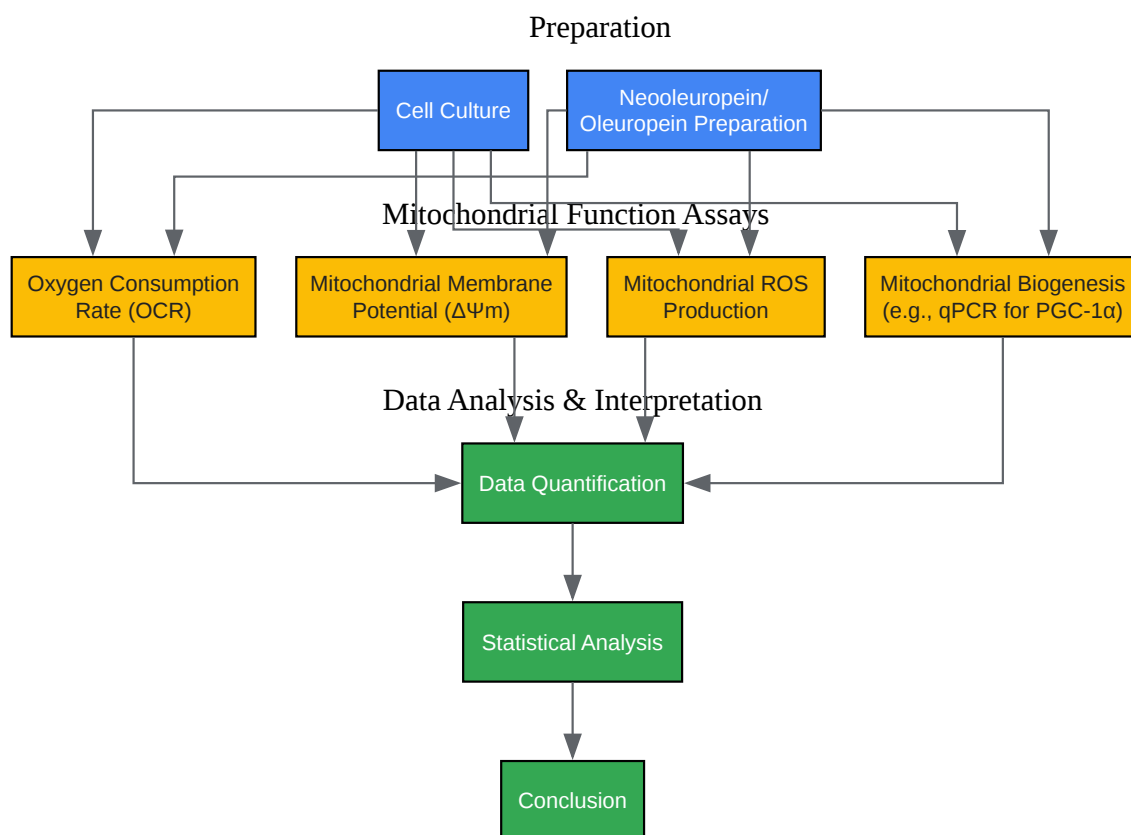 Preparation
Cell Culture
Neooleuropein/
Oleuropein Preparation
Mitochondrial Function Assays
Oxygen Consumption
Rate (OCR)
Mitochondrial Membrane
Potential (ΔΨm)
Mitochondrial ROS
Production
Mitochondrial Biogenesis
(e.g., qPCR for PGC-1α)
Data Analysis & Interpretation
Data Quantification
Statistical Analysis
Conclusion